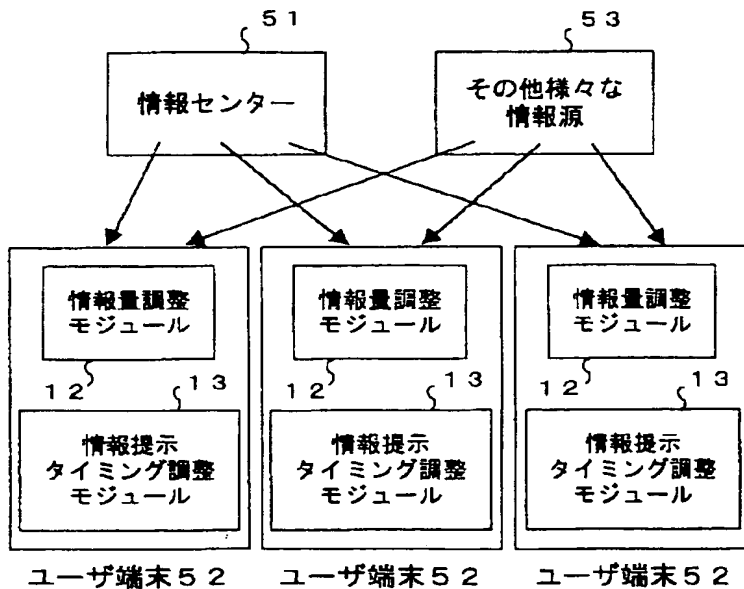 51
53
情報センター
その他様々な
情報源
情報量調整
モジュール
情報量調整
モジュール
情報量調整
モジュール
12
13
12
13
12
13
情報提示
タイミング調整
モジュール
情報提示
タイミング調整
モジュール
情報提示
タイミング調整
モジュール
ユーザ端末52
ユーザ端末52
ユーザ端末52